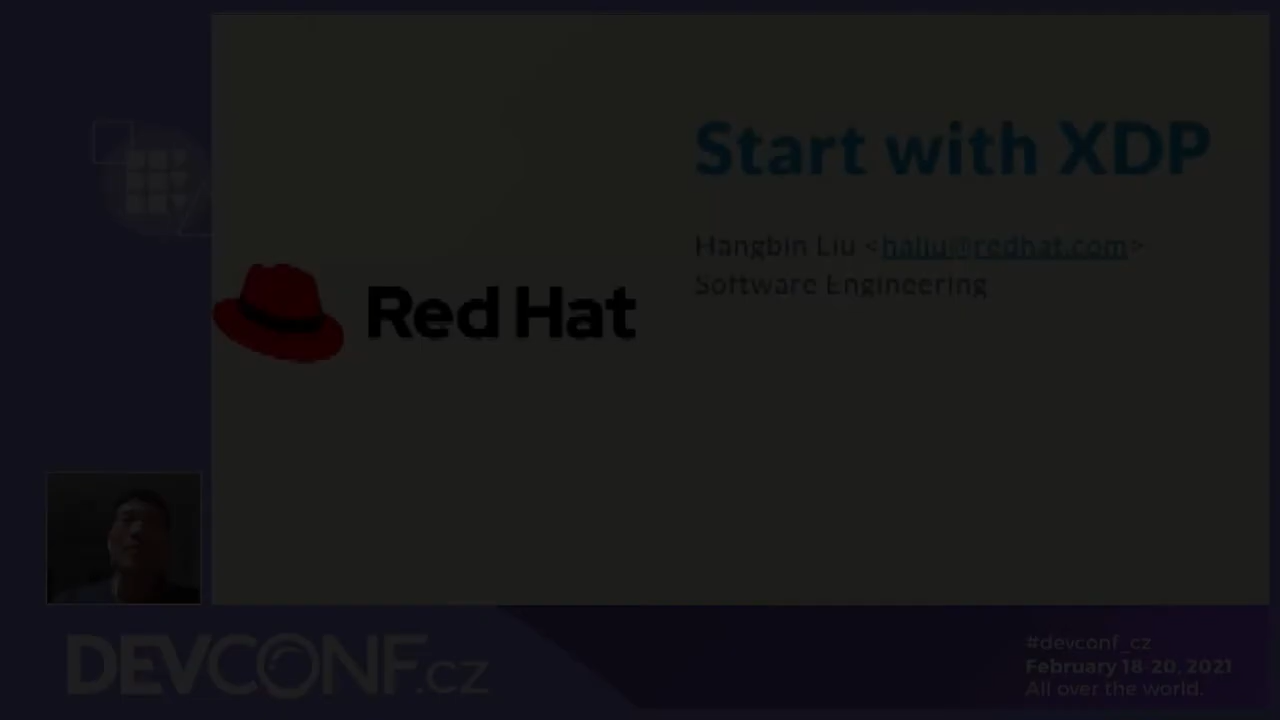 Start with XDP
Hangbin Liu <haliu@redhat.com>
Software Engineering
Red Hat
DEVCONF.cz
#devconf_cz
February 18-20, 2021
All over the world.